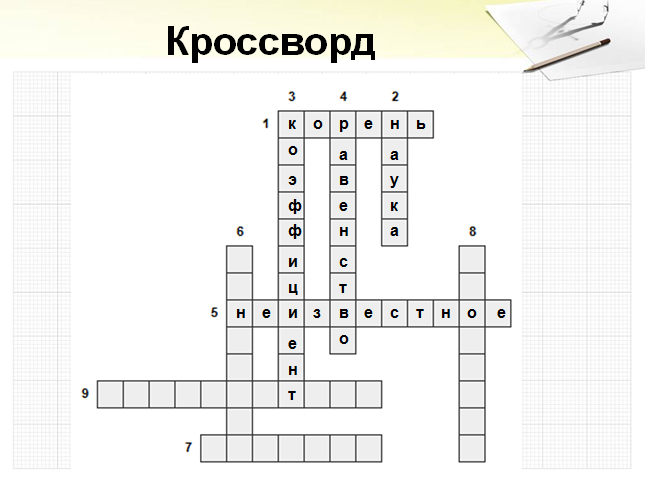 Кроссворд
3 4 2
1 к о р е н ь
о а а
э в у
ф е к
6 ф н а 8
и с
ц т
5 н е и з в е с т н о е
е о
н
9 т
7